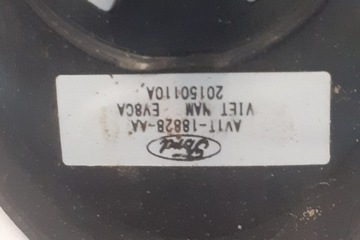 Ford
AV1T-18828-AA
VIET NAM EV8CA
20150110A